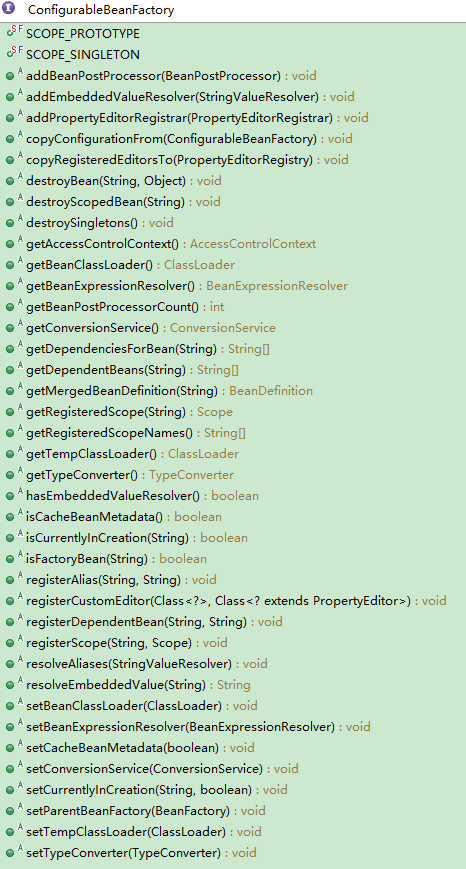 ConfigurableBeanFactory
SCOPE_PROTOTYPE
SCOPE_SINGLETON
addBeanPostProcessor(BeanPostProcessor) : void
addEmbeddedValueResolver(StringValueResolver) : void
addPropertyEditorRegistrar(PropertyEditorRegistrar) : void
copyConfigurationFrom(ConfigurableBeanFactory) : void
copyRegisteredEditorsTo(PropertyEditorRegistry) : void
destroyBean(String, Object) : void
destroyScopedBean(String) : void
destroySingletons() : void
getAccessControlContext() : AccessControlContext
getBeanClassLoader() : ClassLoader
getBeanExpressionResolver() : BeanExpressionResolver
getBeanPostProcessorCount() : int
getConversionService() : ConversionService
getDependenciesForBean(String) : String[]
getDependentBeans(String) : String[]
getMergedBeanDefinition(String) : BeanDefinition
getRegisteredScope(String) : Scope
getRegisteredScopeNames() : String[]
getTempClassLoader() : ClassLoader
getTypeConverter() : TypeConverter
hasEmbeddedValueResolver() : boolean
isCacheBeanMetadata() : boolean
isCurrentlyInCreation(String) : boolean
isFactoryBean(String) : boolean
registerAlias(String, String) : void
registerCustomEditor(Class<?>, Class<? extends PropertyEditor>) : void
registerDependentBean(String, String) : void
registerScope(String, Scope) : void
resolveAliases(StringValueResolver) : void
resolveEmbeddedValue(String) : String
setBeanClassLoader(ClassLoader) : void
setBeanExpressionResolver(BeanExpressionResolver) : void
setCacheBeanMetadata(boolean) : void
setConversionService(ConversionService) : void
setCurrentlyInCreation(String, boolean) : void
setParentBeanFactory(BeanFactory) : void
setTempClassLoader(ClassLoader) : void
setTypeConverter(TypeConverter) : void